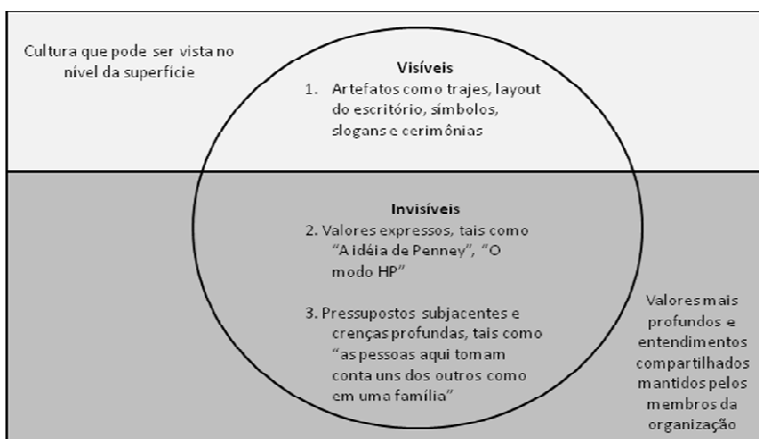 Cultura que pode ser vista no
nível da superfície
Visíveis
1. Artefatos como trajes, layout
do escritório, símbolos,
slogans e cerimônias
Invisíveis
2. Valores expressos, tais como
“A idéia de Penney”, “O
modo HP”
3. Pressupostos subjacentes e
crenças profundas, tais como
“as pessoas aqui tomam
conta uns dos outros como
em uma família”
Valores mais
profundos e
entendimentos
compartilhados
mantidos pelos
membros da
organização